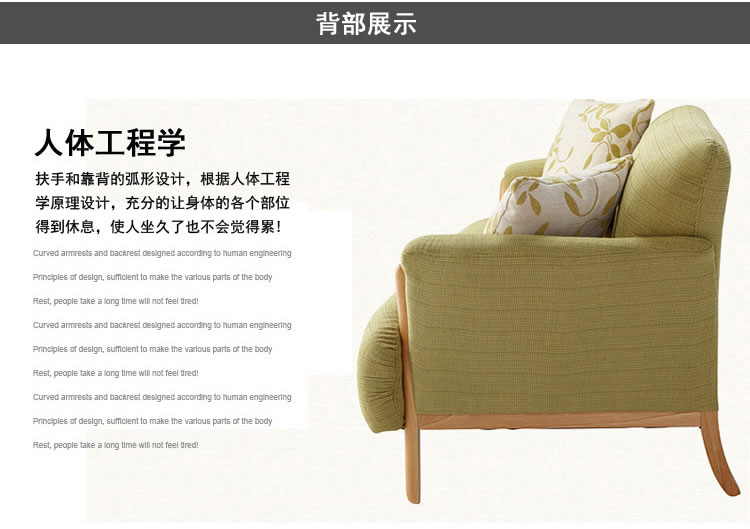 背部展示
人体工程学
扶手和靠背的弧形设计，根据人体工程
学原理设计，充分的让身体的各个部位
得到休息，使人坐久了也不会觉得累!
Curved armrests and backrest designed according to human engineering
Principles of design, sufficient to make the various parts of the body
Rest, people take a long time will not feel tired!
Curved armrests and backrest designed according to human engineering
Principles of design, sufficient to make the various parts of the body
Rest, people take a long time will not feel tired!
Curved armrests and backrest designed according to human engineering
Principles of design, sufficient to make the various parts of the body
Rest, people take a long time will not feel tired!